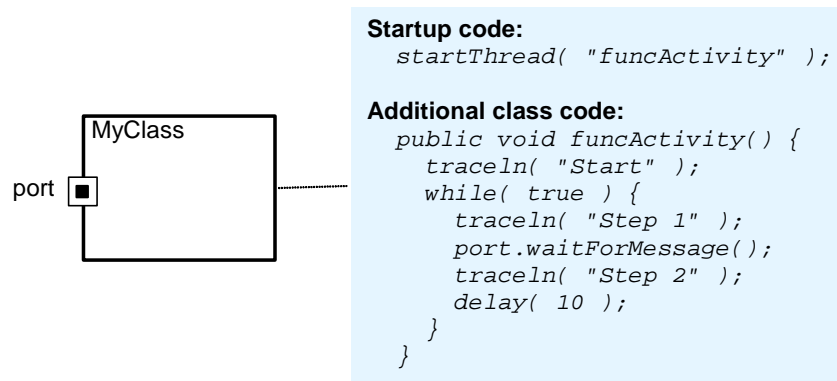 MyClass
port
Startup code:
startThread( "funcActivity" );
Additional class code:
public void funcActivity() {
traceln( "Start" );
while( true ) {
traceln( "Step 1" );
port.waitForMessage();
traceln( "Step 2" );
delay( 10 );
}
}